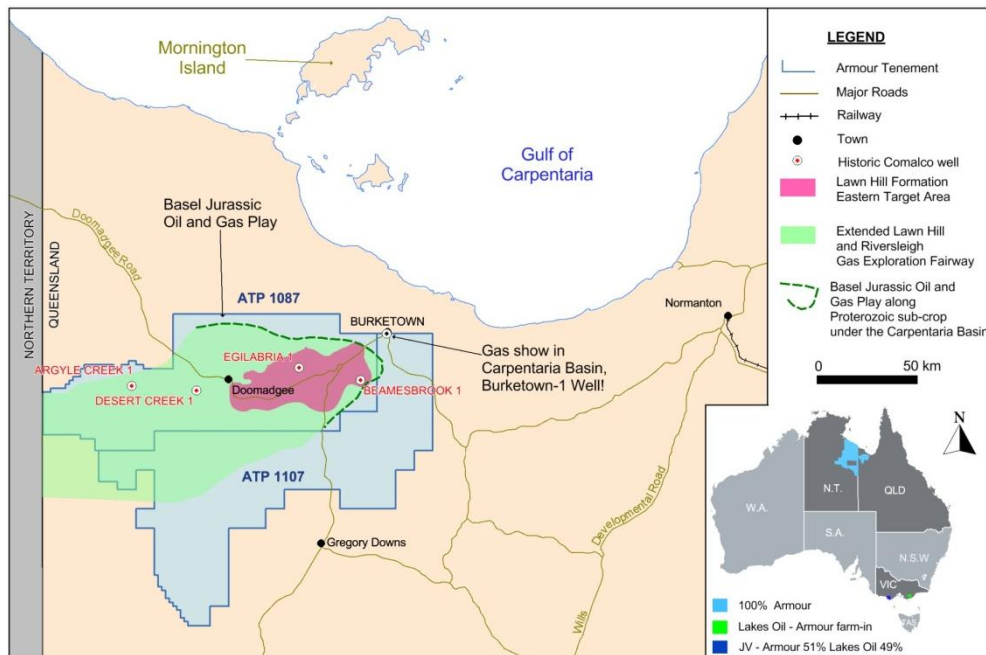 Mornington
Island
Gulf of
Carpentaria
Basel Jurassic
Oil and Gas Play
Doomadgee Road
NORTHERN TERRITORY
QUEENSLAND
ATP 1087
BURKETOWN
Normanton
EGILABRIA 1
Gas show in
Carpentaria Basin,
Burketown-1 Well!
ARGYLE CREEK 1
Doomadgee
BEAMESBROOK 1
DESERT CREEK 1
ATP 1107
Gregory Downs
Wills
Developmental Road
LEGEND
Armour Tenement
Major Roads
Railway
Town
Historic Comalco well
Lawn Hill Formation
Eastern Target Area
Extended Lawn Hill
and Riversleigh
Gas Exploration Fairway
Basel Jurassic Oil and
Gas Play along
Proterozoic sub-crop
under the Carpentaria Basin
0 50 km
N
N.T.
QLD
W.A.
S.A.
N.S.W
VIC
TAS
100% Armour
Lakes Oil - Armour farm-in
JV - Armour 51% Lakes Oil 49%